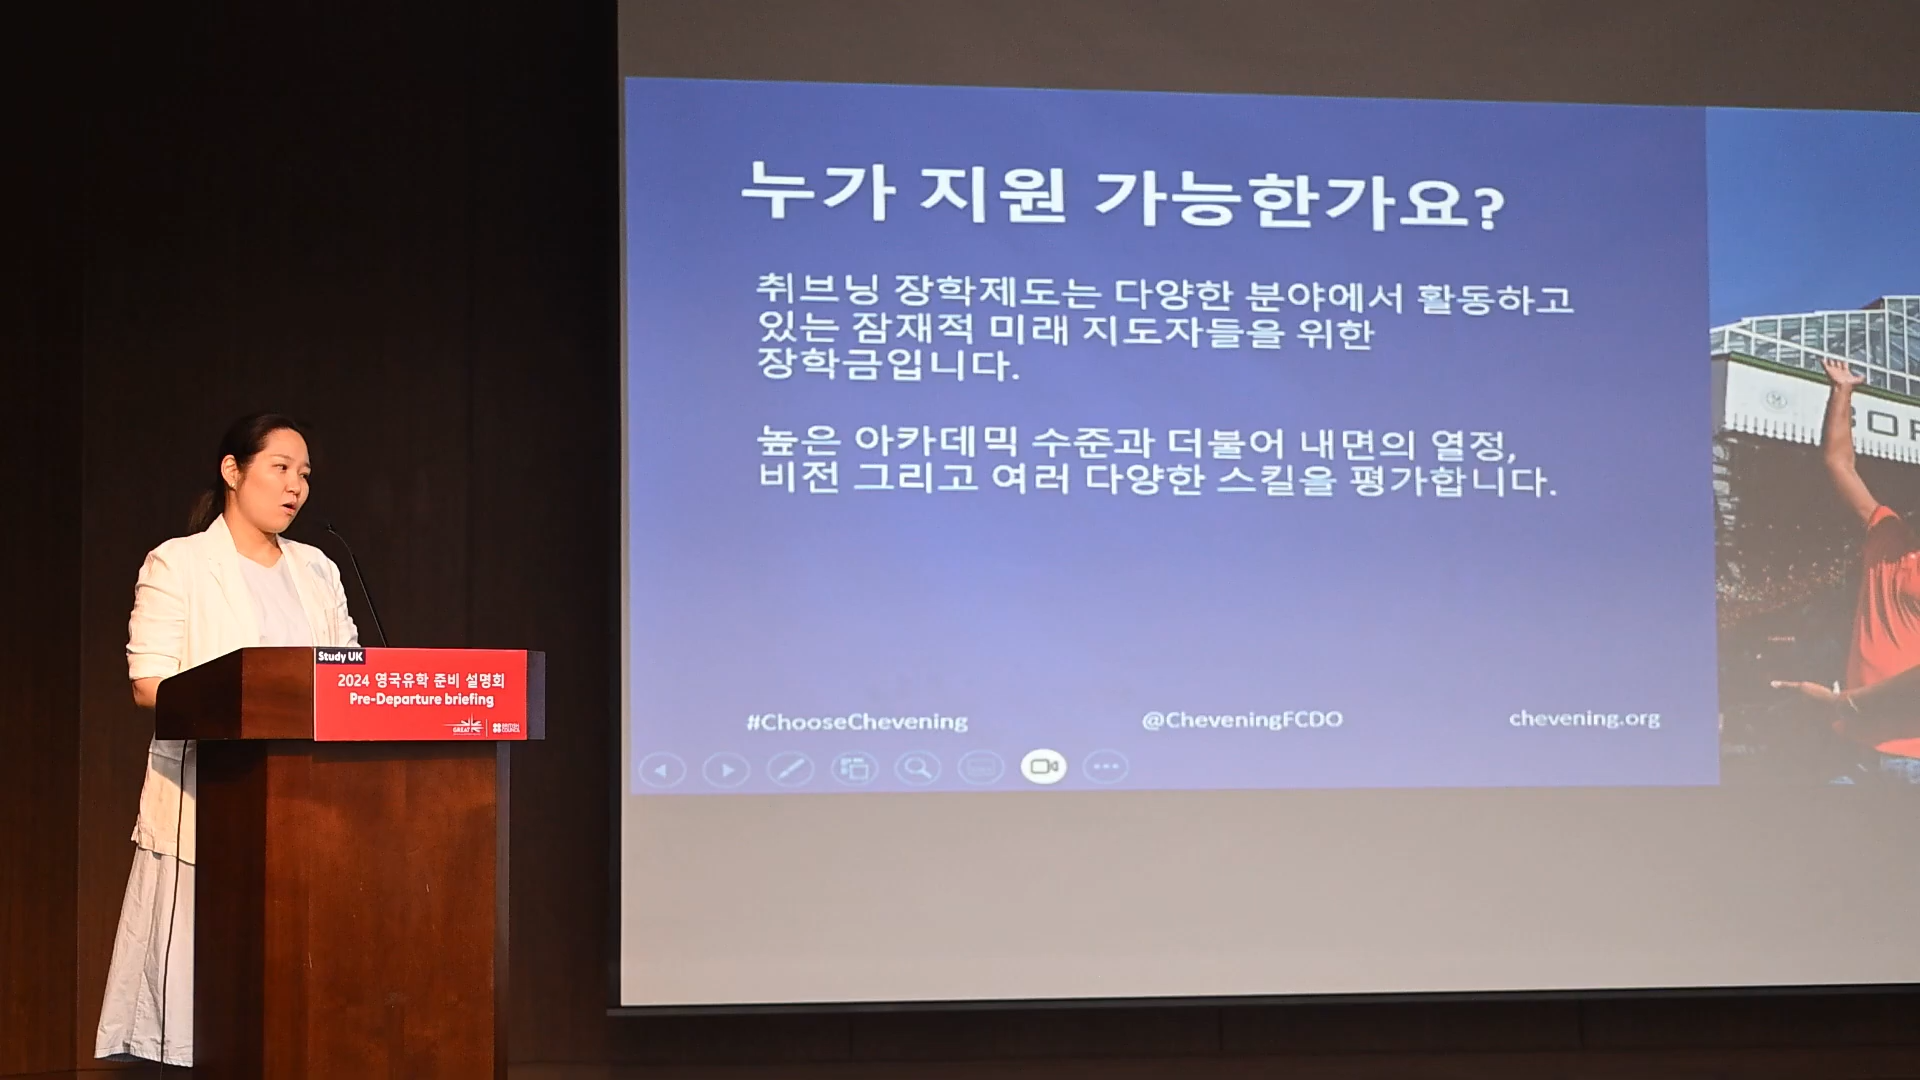 누가 지원 가능한가요?
취브닝 장학제도는 다양한 분야에서 활동하고
있는 잠재적 미래 지도자들을 위한
장학금입니다.
높은 아카데믹 수준과 더불어 내면의 열정,
비전 그리고 여러 다양한 스킬을 평가합니다.
#ChooseChevening
@CheveningFCDO
chevening.org
Study UK
2024 영국유학 준비 설명회
Pre-Departure briefing
GREAT
BRITISH
COUNCIL